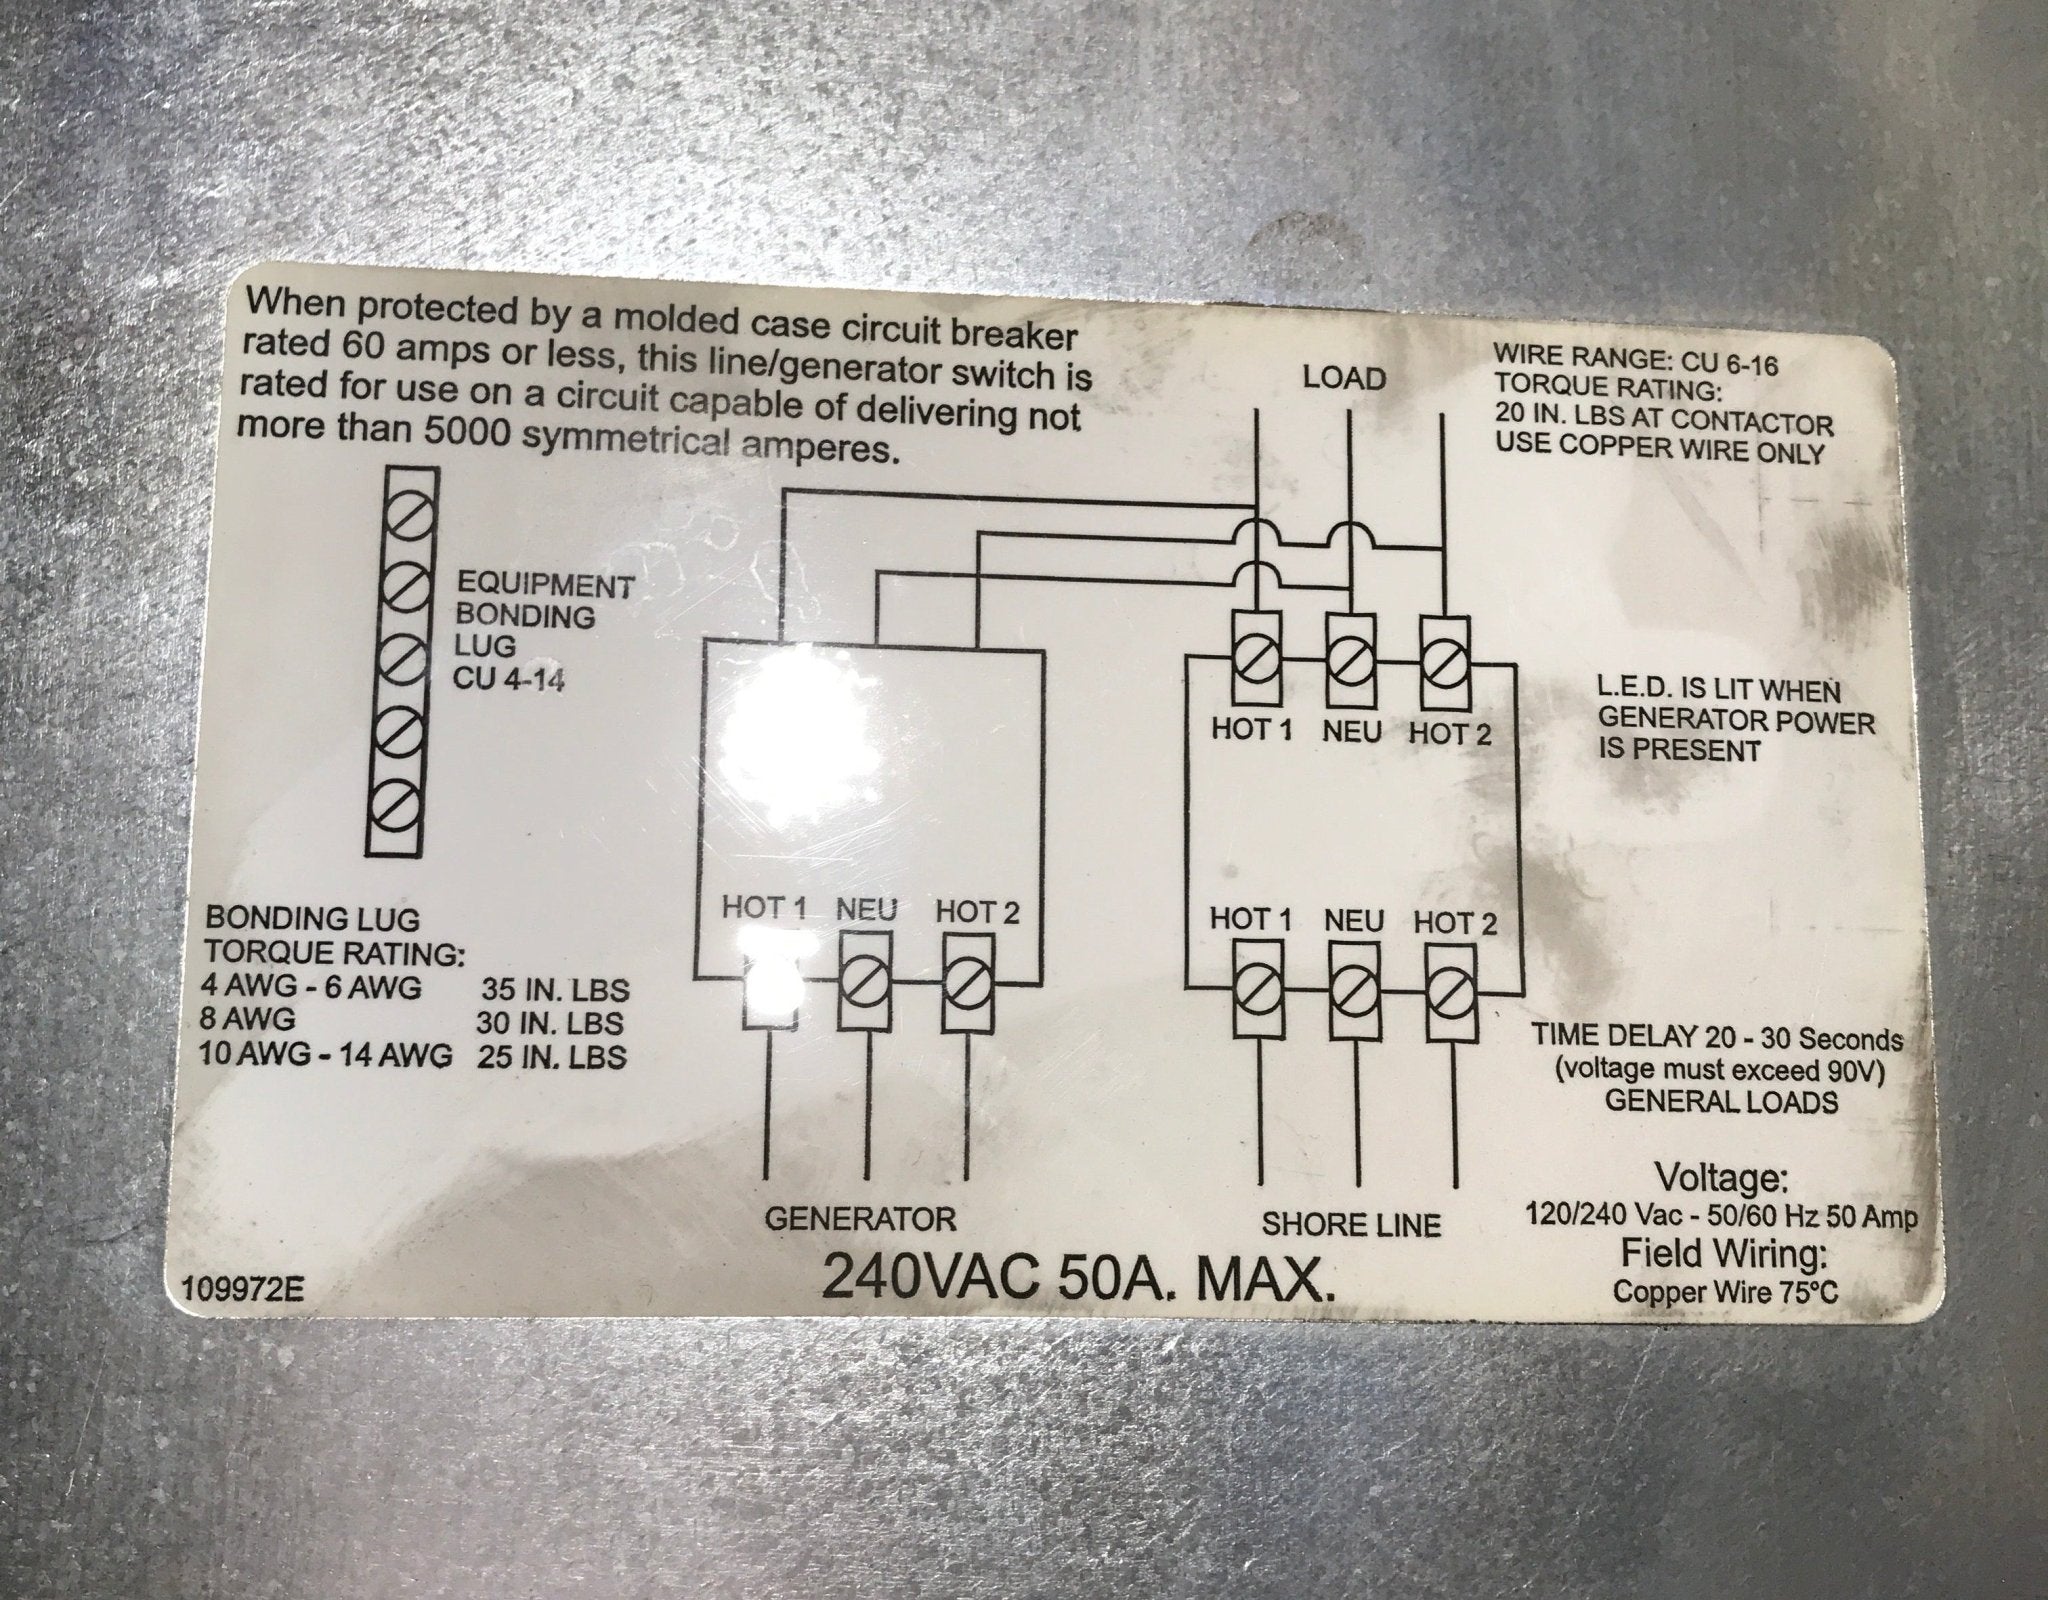 When protected by a molded case circuit breaker
rated 60 amps or less, this line/generator switch is
rated for use on a circuit capable of delivering not
more than 5000 symmetrical amperes.
LOAD
WIRE RANGE: CU 6-16
TORQUE RATING:
20 IN. LBS AT CONTACTOR
USE COPPER WIRE ONLY
EQUIPMENT
BONDING
LUG
CU 4-14
HOT 1 NEU HOT 2
L.E.D. IS LIT WHEN
GENERATOR POWER
IS PRESENT
BONDING LUG
TORQUE RATING:
4 AWG - 6 AWG 35 IN. LBS
8 AWG 30 IN. LBS
10 AWG - 14 AWG 25 IN. LBS
HOT 1 NEU HOT 2
HOT 1 NEU HOT 2
TIME DELAY 20 - 30 Seconds
(voltage must exceed 90V)
GENERAL LOADS
GENERATOR
SHORE LINE
Voltage:
120/240 Vac - 50/60 Hz 50 Amp
Field Wiring:
Copper Wire 75°C
240VAC 50A. MAX.
109972E